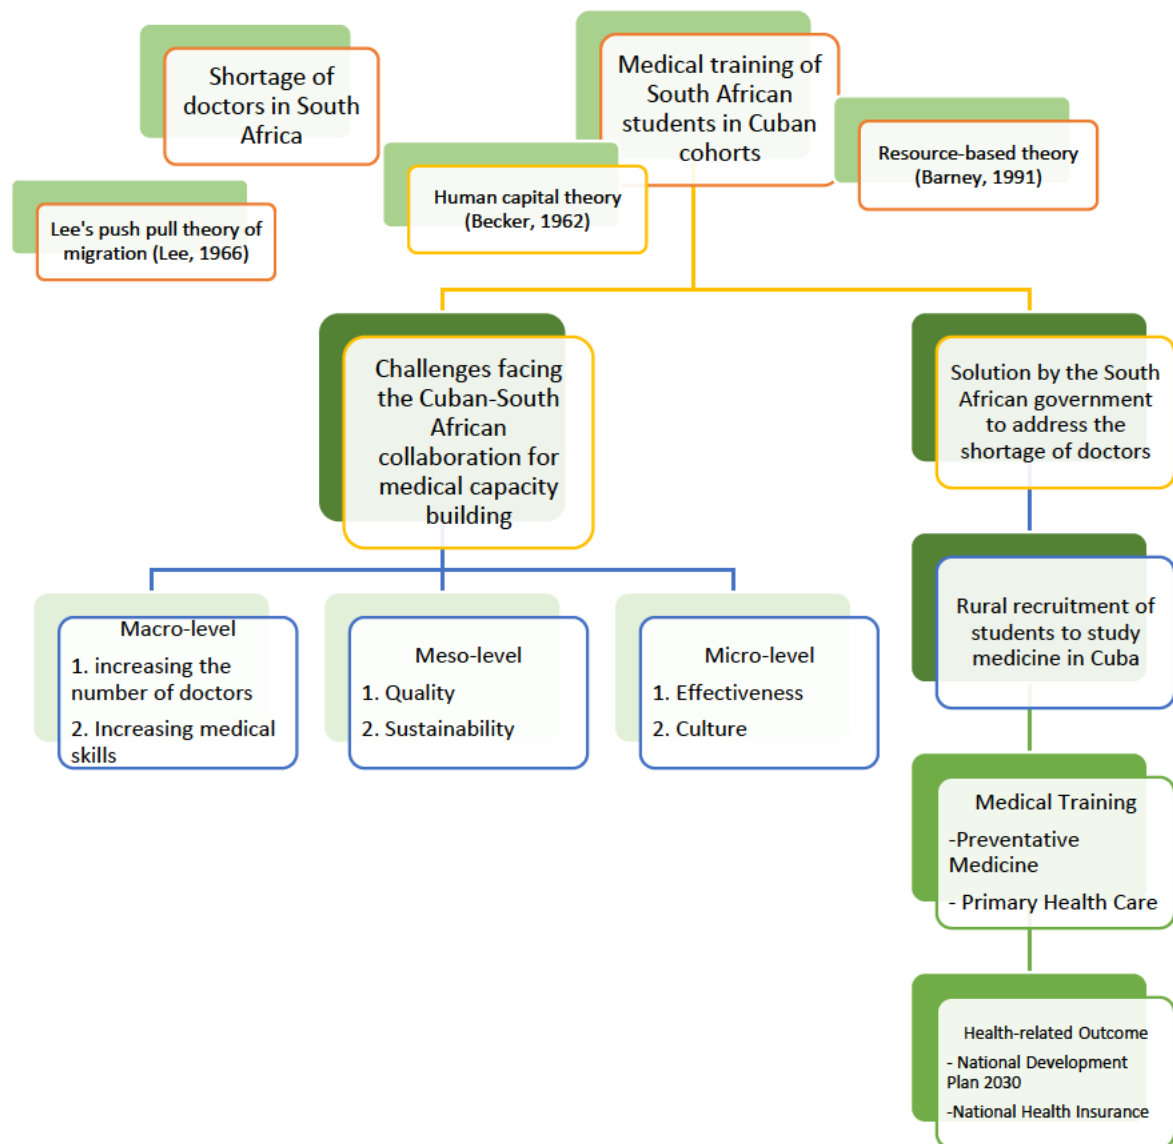 Shortage of
doctors in South
Africa
Medical training of
South African
students in Cuban
cohorts
Resource-based theory
(Barney, 1991)
Human capital theory
(Becker, 1962)
Lee's push pull theory of
migration (Lee, 1966)
Challenges facing
the Cuban-South
African
collaboration for
medical capacity
building
Solution by the South
African government
to address the
shortage of doctors
Macro-level
1. increasing the
number of doctors
2. Increasing medical
skills
Meso-level
1. Quality
2. Sustainability
Micro-level
1. Effectiveness
2. Culture
Rural recruitment of
students to study
medicine in Cuba
Medical Training
-Preventative
Medicine
- Primary Health Care
Health-related Outcome
- National Development
Plan 2030
-National Health Insurance